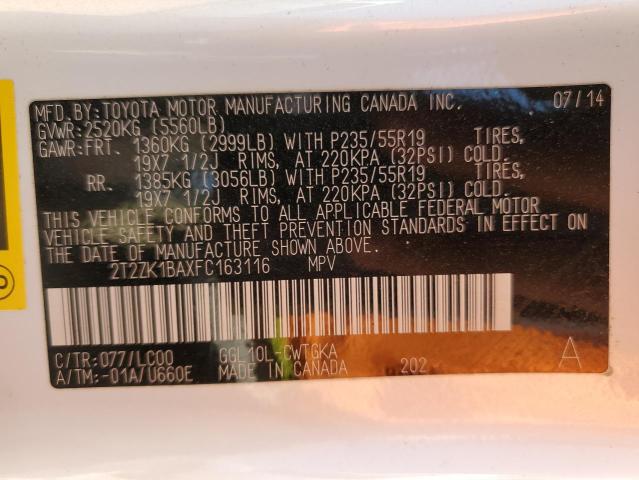 MFD.BY:TOYOTA MOTOR MANUFACTURING CANADA INC. 07/14
GVWR:2520KG (5560LB)
GAWR:FRT. 1360KG (2999LB) WITH P235/55R19 TIRES,
19X7 1/2J RIMS, AT 220KPA (32PSI) COLD.
RR. 1385KG (3056LB) WITH P235/55R19 TIRES,
19X7 1/2J RIMS, AT 220KPA (32PSI) COLD.
THIS VEHICLE CONFORMS TO ALL APPLICABLE FEDERAL MOTOR
VEHICLE SAFETY AND THEFT PREVENTION STANDARDS IN EFFECT ON
THE DATE OF MANUFACTURE SHOWN ABOVE.
2T2ZK1BAXFC163116 MPV
C/TR:077/LC00 GGL10L-CWTGKA A
A/TM:-01A/U660E MADE IN CANADA 202